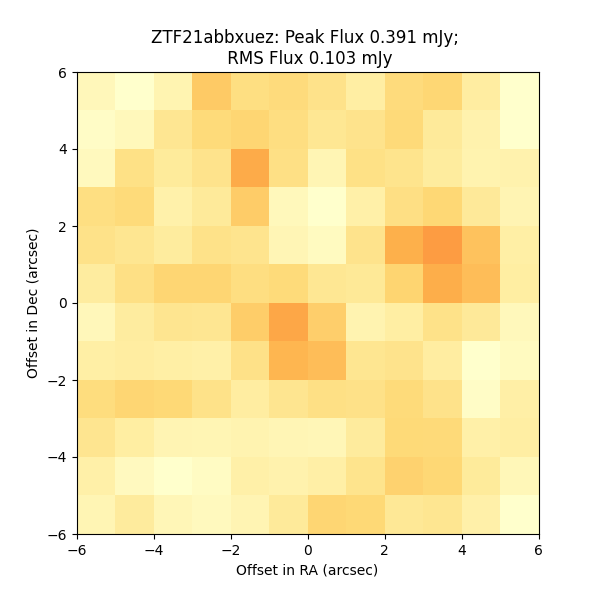 ZTF21abbxuez: Peak Flux 0.391 mJy;
RMS Flux 0.103 mJy
6
4
2
0
−2
−4
−6
Offset in Dec (arcsec)
−6 −4 −2 0 2 4 6
Offset in RA (arcsec)